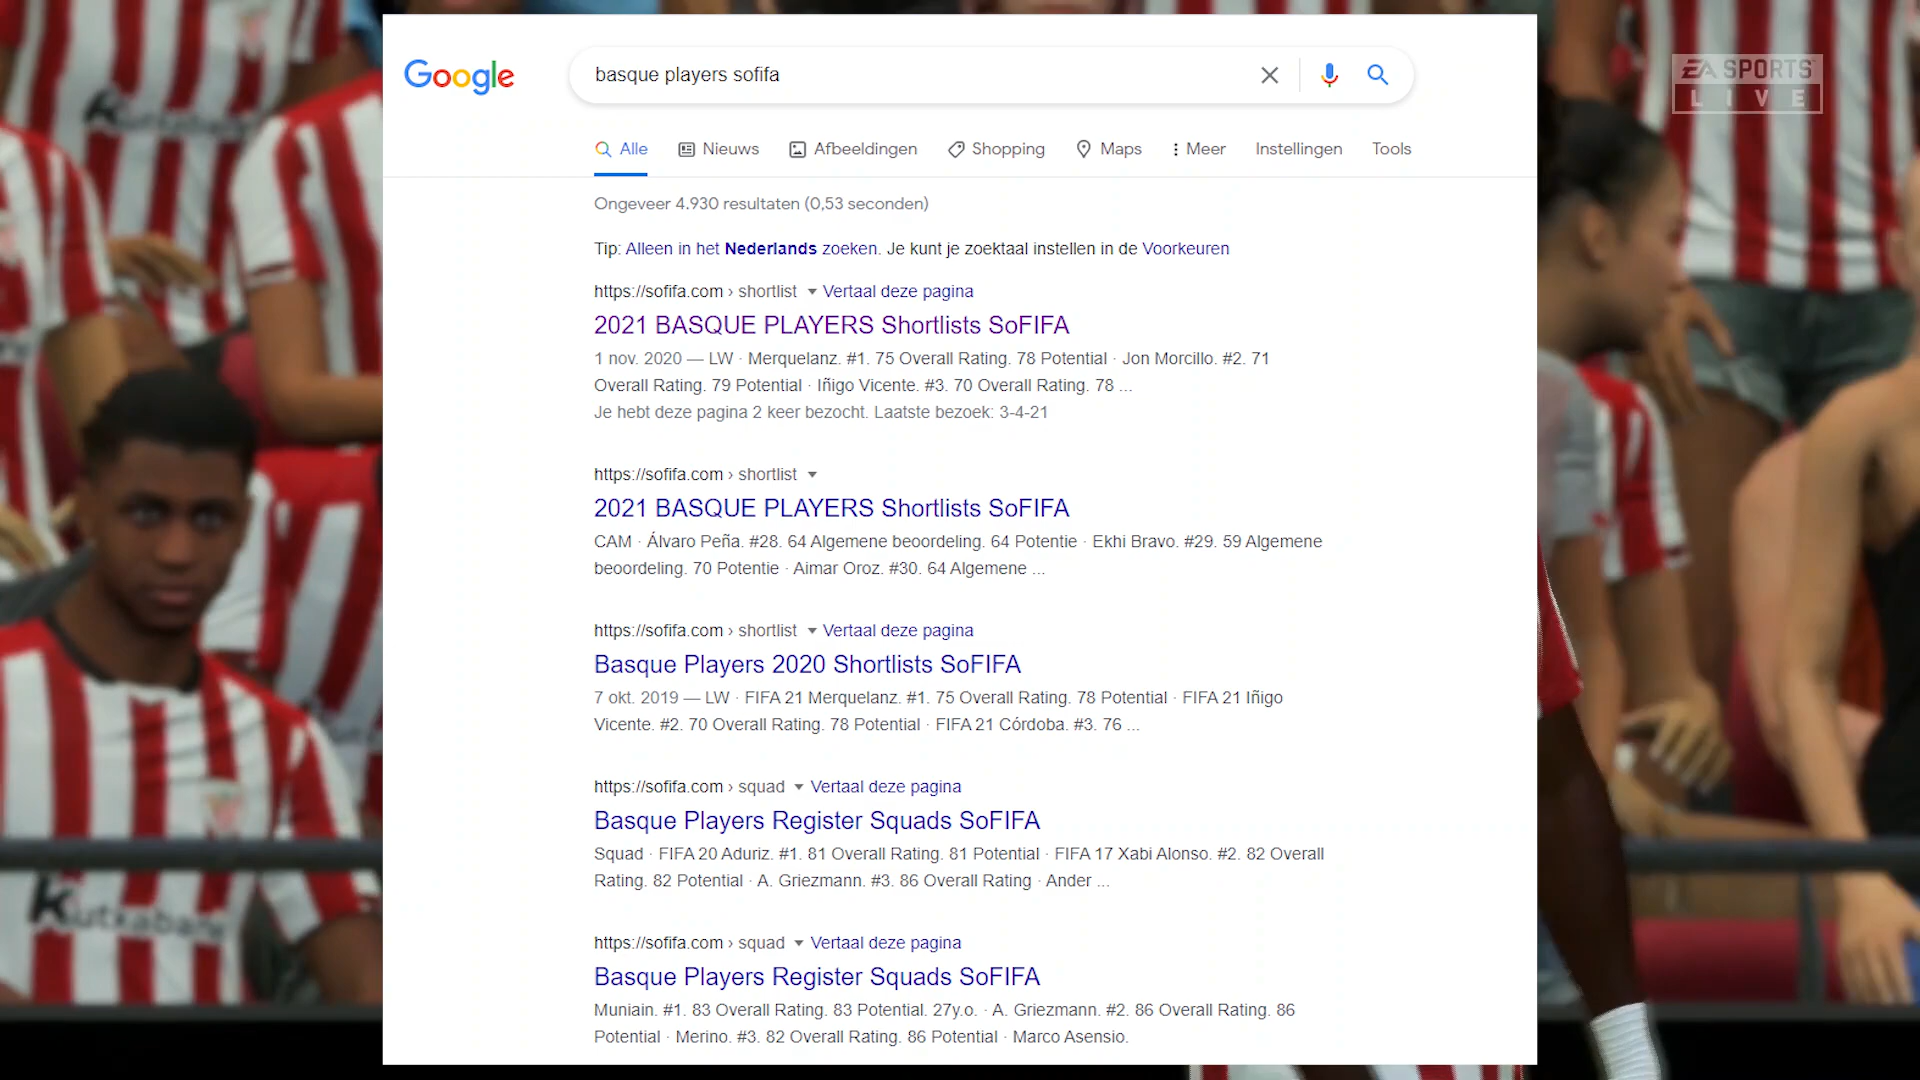 Google
basque players sofifa
EA SPORTS
LIVE
Alle Nieuws Afbeeldingen Shopping Maps Meer Instellingen Tools
Ongeveer 4.930 resultaten (0,53 seconden)
Tip: Alleen in het Nederlands zoeken. Je kunt je zoektaal instellen in de Voorkeuren
https://sofifa.com › shortlist ▾ Vertaal deze pagina
2021 BASQUE PLAYERS Shortlists SoFIFA
1 nov. 2020 — LW · Merquelanz. #1. 75 Overall Rating. 78 Potential · Jon Morcillo. #2. 71
Overall Rating. 79 Potential · Iñigo Vicente. #3. 70 Overall Rating. 78 ...
Je hebt deze pagina 2 keer bezocht. Laatste bezoek: 3-4-21
https://sofifa.com › shortlist ▾
2021 BASQUE PLAYERS Shortlists SoFIFA
CAM · Álvaro Peña. #28. 64 Algemene beoordeling. 64 Potentie · Ekhi Bravo. #29. 59 Algemene
beoordeling. 70 Potentie · Aimar Oroz. #30. 64 Algemene ...
https://sofifa.com › shortlist ▾ Vertaal deze pagina
Basque Players 2020 Shortlists SoFIFA
7 okt. 2019 — LW · FIFA 21 Merquelanz. #1. 75 Overall Rating. 78 Potential · FIFA 21 Iñigo
Vicente. #2. 70 Overall Rating. 78 Potential · FIFA 21 Córdoba. #3. 76 ...
https://sofifa.com › squad ▾ Vertaal deze pagina
Basque Players Register Squads SoFIFA
Squad · FIFA 20 Aduriz. #1. 81 Overall Rating. 81 Potential · FIFA 17 Xabi Alonso. #2. 82 Overall
Rating. 82 Potential · A. Griezmann. #3. 86 Overall Rating · Ander ...
https://sofifa.com › squad ▾ Vertaal deze pagina
Basque Players Register Squads SoFIFA
Muniain. #1. 83 Overall Rating. 83 Potential. 27y.o. · A. Griezmann. #2. 86 Overall Rating. 86
Potential · Merino. #3. 82 Overall Rating. 86 Potential · Marco Asensio.
Kutxabank